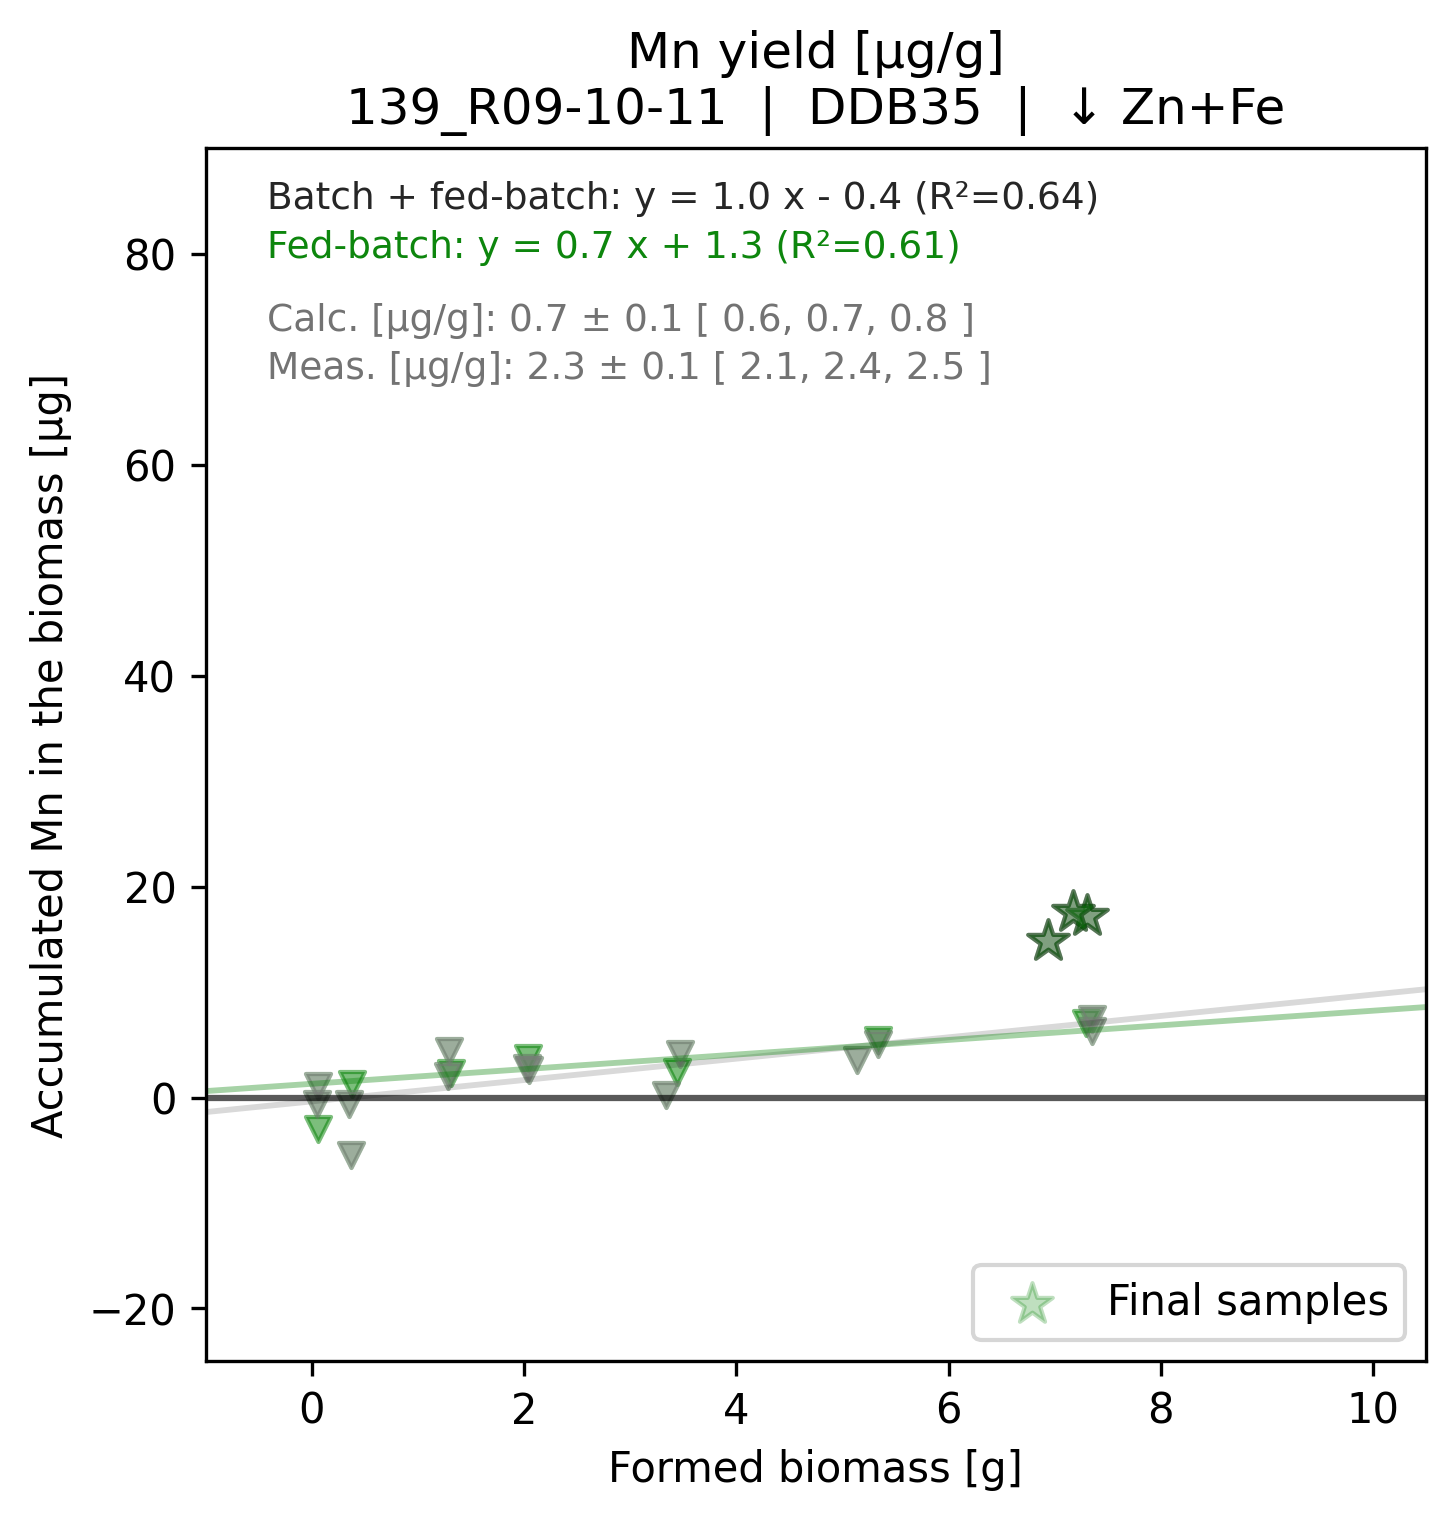 Mn yield [µg/g]
139_R09-10-11 | DDB35 | ↓ Zn+Fe
Batch + fed-batch: y = 1.0 x - 0.4 (R²=0.64)
Fed-batch: y = 0.7 x + 1.3 (R²=0.61)
Calc. [µg/g]: 0.7 ± 0.1 [ 0.6, 0.7, 0.8 ]
Meas. [µg/g]: 2.3 ± 0.1 [ 2.1, 2.4, 2.5 ]
Accumulated Mn in the biomass [µg]
80
60
40
20
0
−20
Final samples
0 2 4 6 8 10
Formed biomass [g]